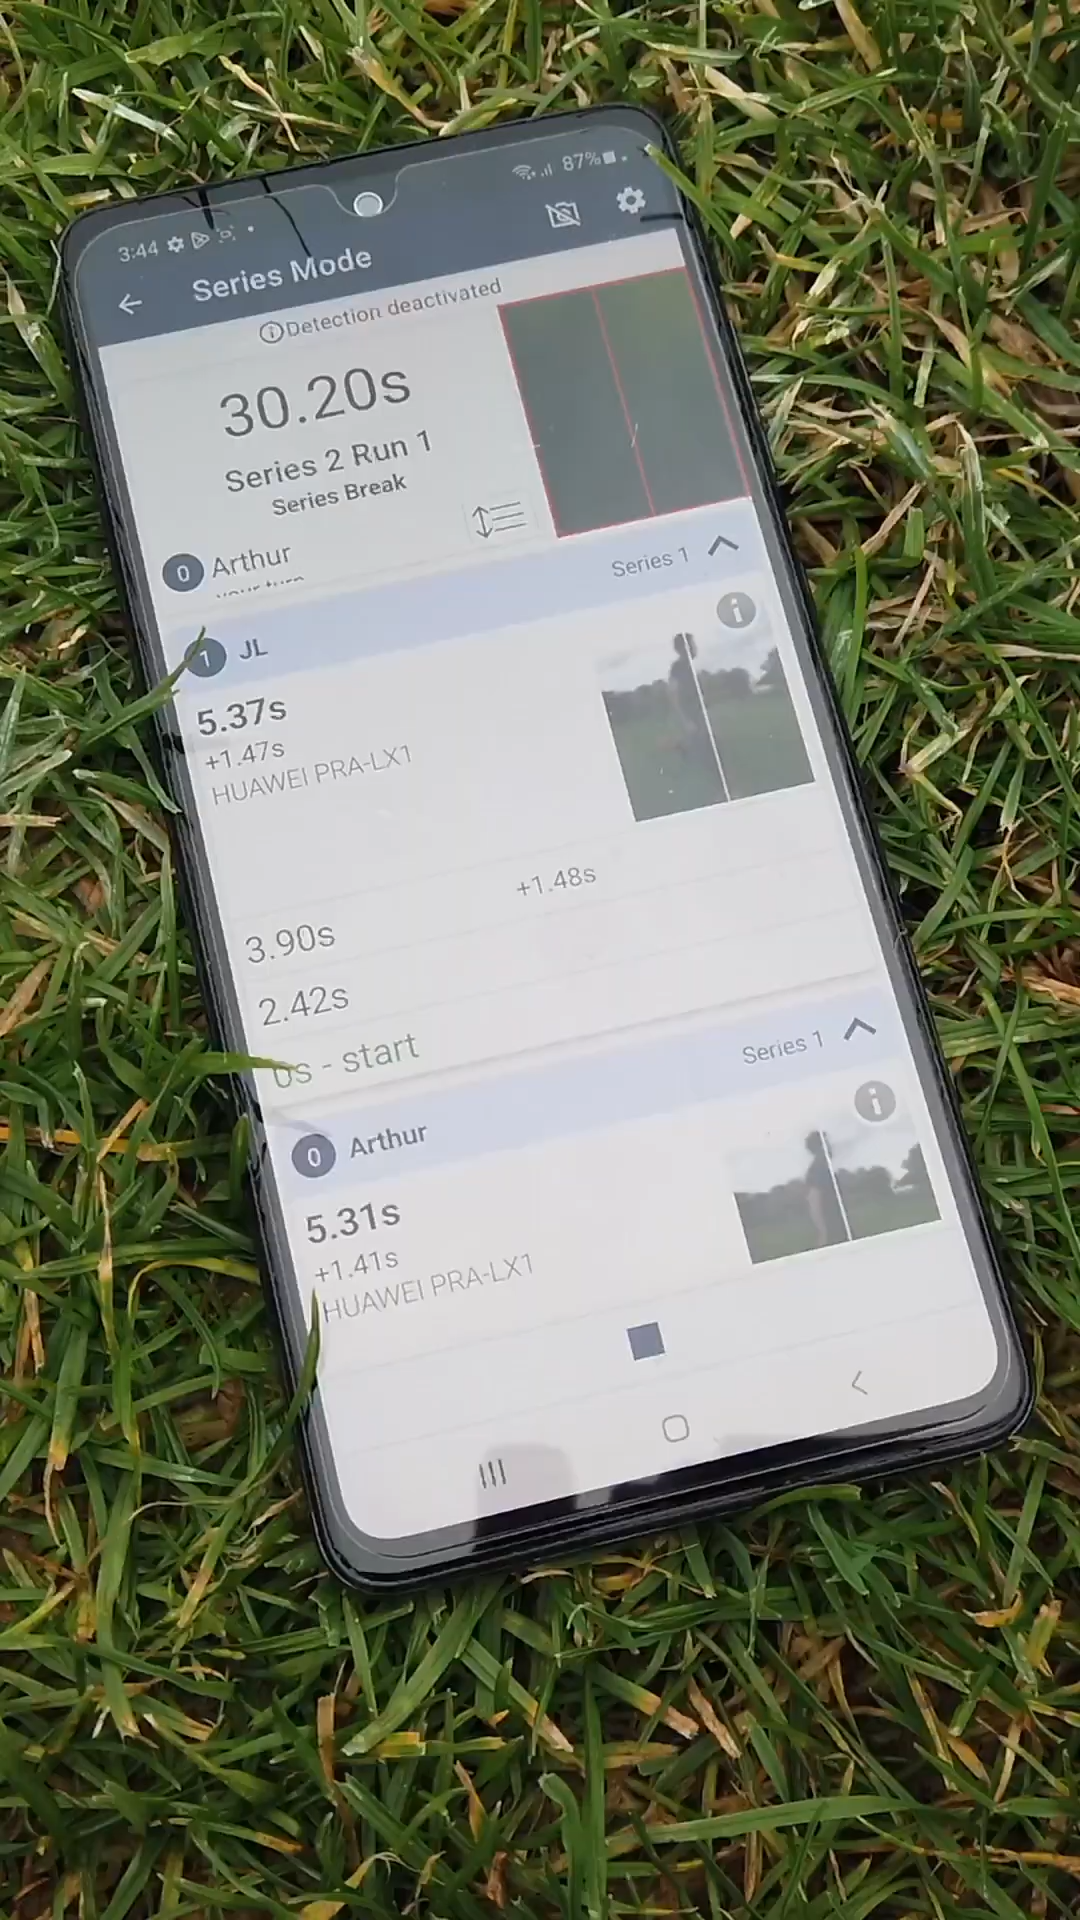 3:44
87%
Series Mode
Detection deactivated
30.20s
Series 2 Run 1
Series Break
0 Arthur
your turn
Series 1
1 JL
5.37s
+1.47s
HUAWEI PRA-LX1
+1.48s
3.90s
2.42s
0s - start
Series 1
0 Arthur
5.31s
+1.41s
HUAWEI PRA-LX1